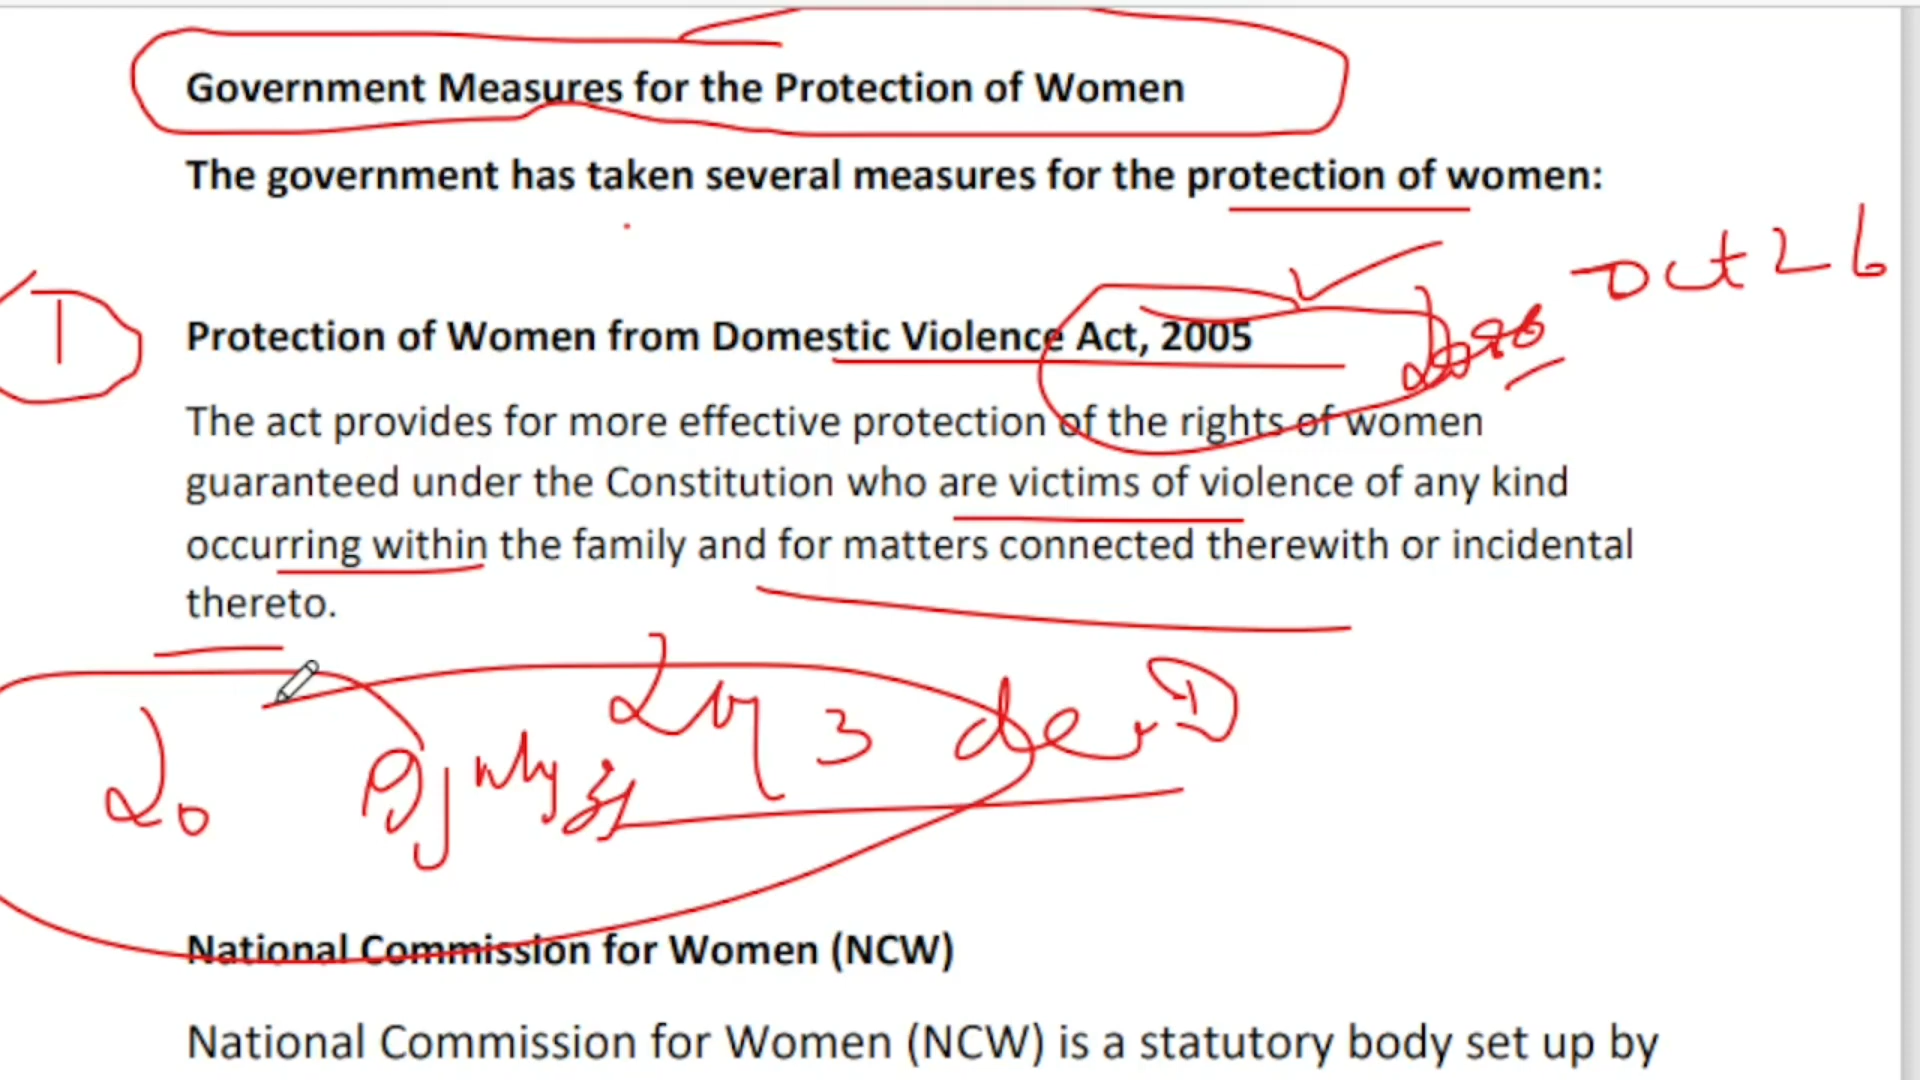 Government Measures for the Protection of Women
The government has taken several measures for the protection of women:
oct 26
1 Protection of Women from Domestic Violence Act, 2005
The act provides for more effective protection of the rights of women
guaranteed under the Constitution who are victims of violence of any kind
occurring within the family and for matters connected therewith or incidental
thereto.
National Commission for Women (NCW)
National Commission for Women (NCW) is a statutory body set up by